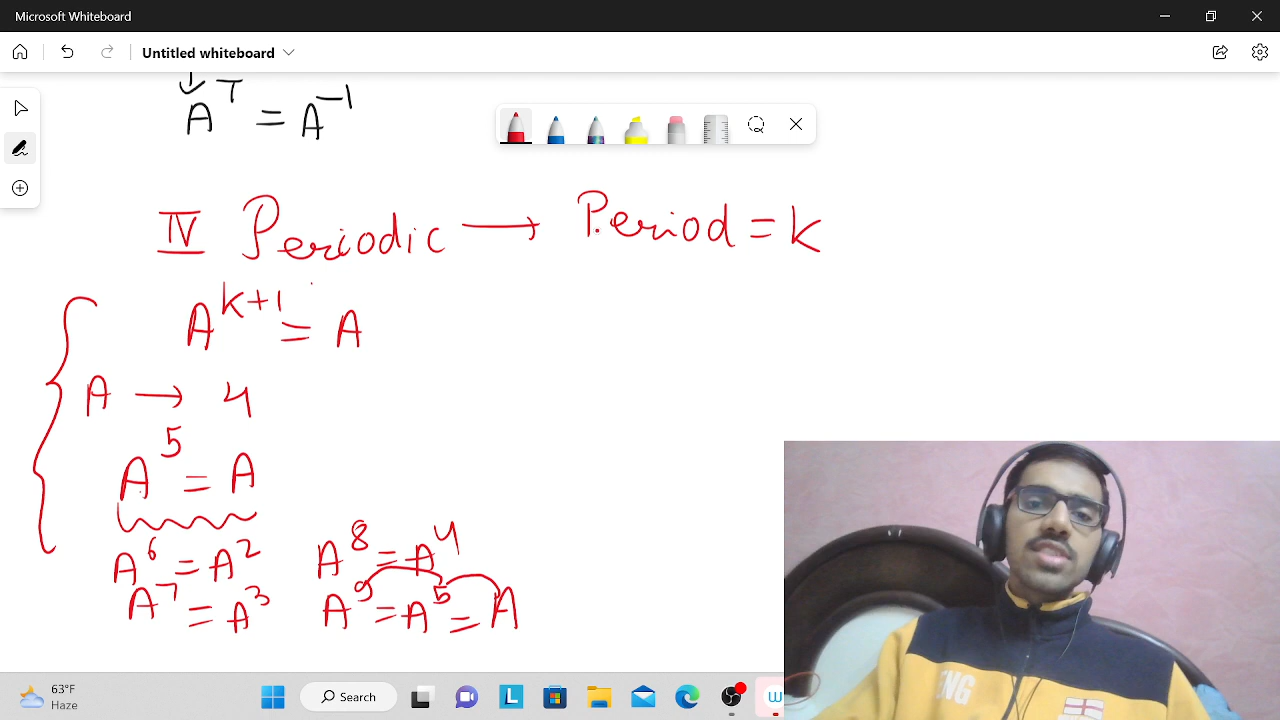 Microsoft Whiteboard
Untitled whiteboard
A^T = A^-1
IV Periodic → Period = k
A^k+1 = A
A → 4
A^5 = A
A^6 = A^2
A^8 = A^4
A^7 = A^3
A^9 = A^5 = A
ENG
63°F
Haze
Search